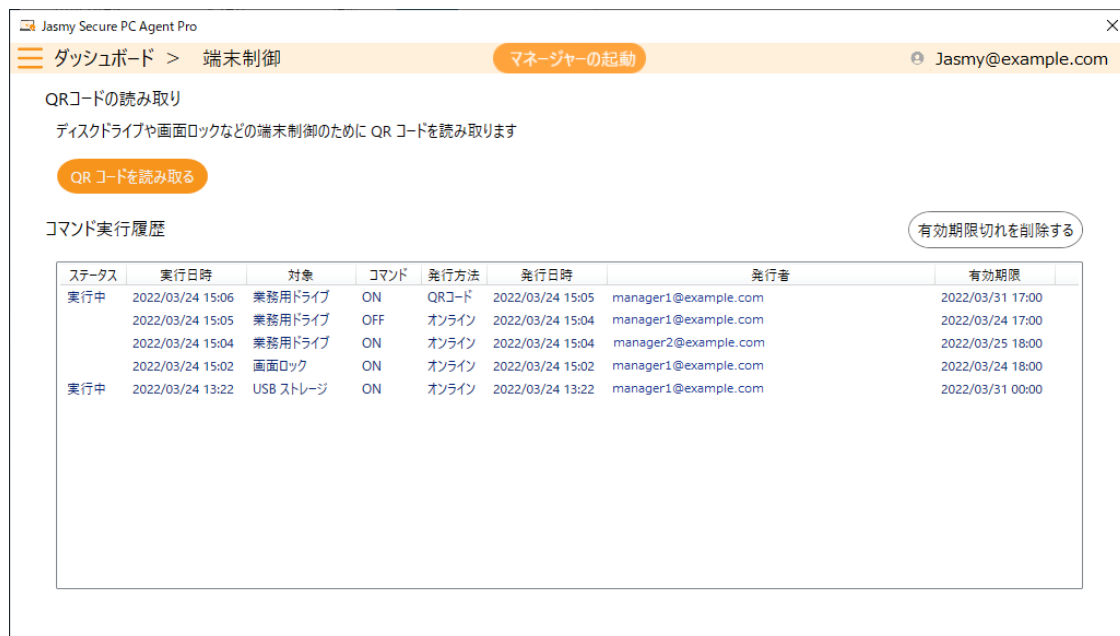 Jasmy Secure PC Agent Pro
ダッシュボード > 端末制御 マネージャーの起動 Jasmy@example.com
QRコードの読み取り
ディスクドライブや画面ロックなどの端末制御のために QR コードを読み取ります
QR コードを読み取る
コマンド実行履歴 有効期限切れを削除する
ステータス 実行日時 対象 コマンド 発行方法 発行日時 発行者 有効期限
実行中 2022/03/24 15:06 業務用ドライブ ON QRコード 2022/03/24 15:05 manager1@example.com 2022/03/31 17:00
2022/03/24 15:05 業務用ドライブ OFF オンライン 2022/03/24 15:04 manager1@example.com 2022/03/24 17:00
2022/03/24 15:04 業務用ドライブ ON オンライン 2022/03/24 15:04 manager2@example.com 2022/03/25 18:00
2022/03/24 15:02 画面ロック ON オンライン 2022/03/24 15:02 manager1@example.com 2022/03/24 18:00
実行中 2022/03/24 13:22 USB ストレージ ON オンライン 2022/03/24 13:22 manager1@example.com 2022/03/31 00:00